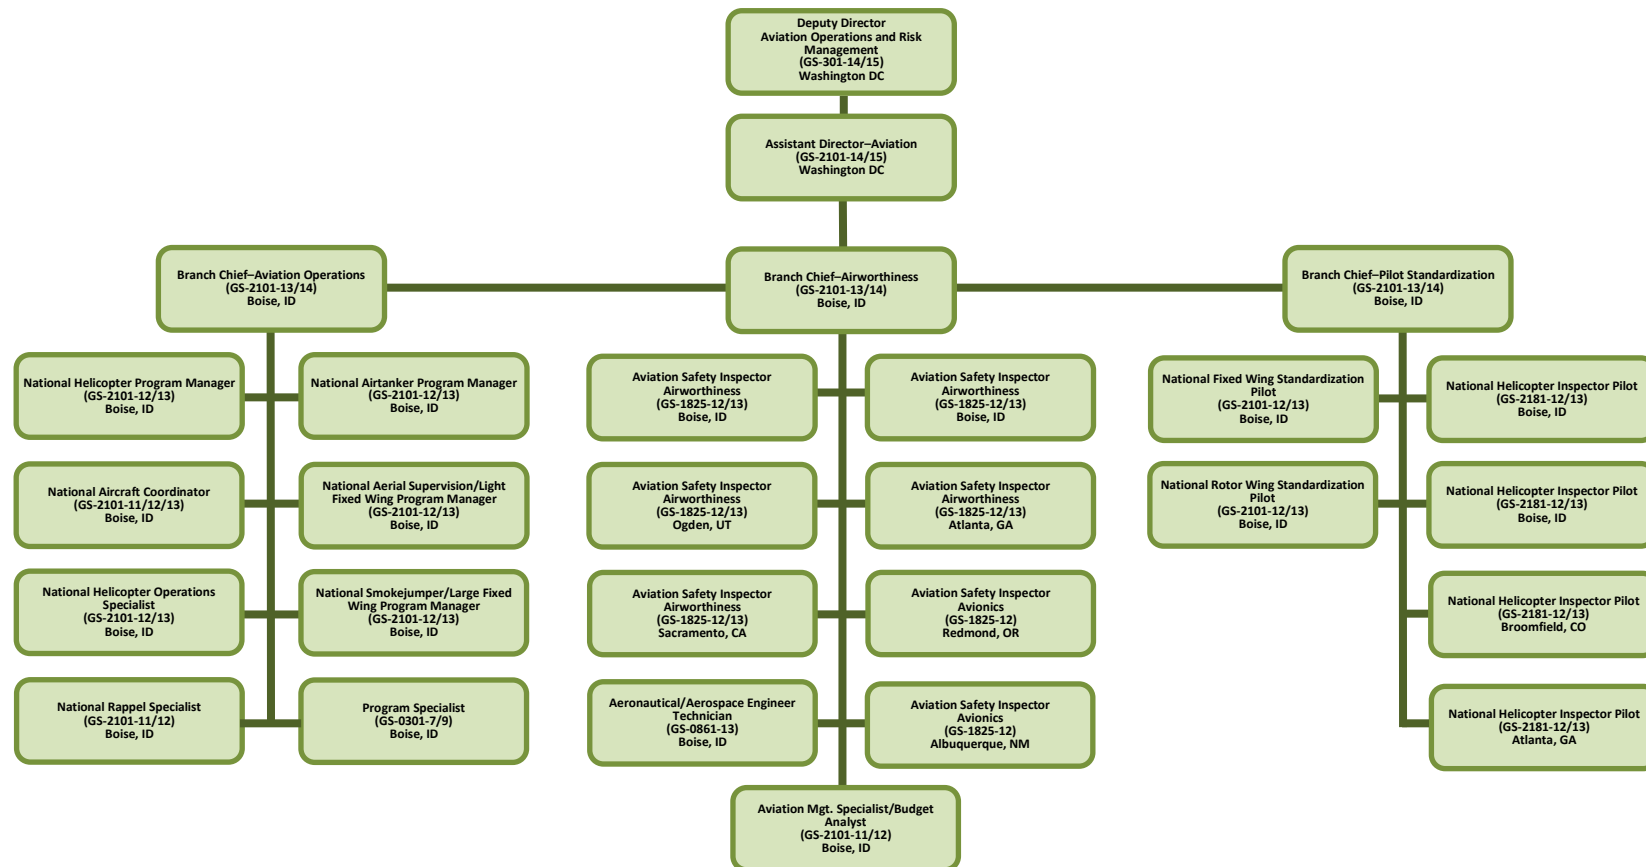 Deputy Director
Aviation Operations and Risk
Management
(GS-301-14/15)
Washington DC
Assistant Director–Aviation
(GS-2101-14/15)
Washington DC
Branch Chief–Aviation Operations
(GS-2101-13/14)
Boise, ID
Branch Chief–Airworthiness
(GS-2101-13/14)
Boise, ID
Branch Chief–Pilot Standardization
(GS-2101-13/14)
Boise, ID
National Helicopter Program Manager
(GS-2101-12/13)
Boise, ID
National Airtanker Program Manager
(GS-2101-12/13)
Boise, ID
Aviation Safety Inspector
Airworthiness
(GS-1825-12/13)
Boise, ID
Aviation Safety Inspector
Airworthiness
(GS-1825-12/13)
Boise, ID
National Fixed Wing Standardization
Pilot
(GS-2101-12/13)
Boise, ID
National Helicopter Inspector Pilot
(GS-2181-12/13)
Boise, ID
National Aircraft Coordinator
(GS-2101-11/12/13)
Boise, ID
National Aerial Supervision/Light
Fixed Wing Program Manager
(GS-2101-12/13)
Boise, ID
Aviation Safety Inspector
Airworthiness
(GS-1825-12/13)
Ogden, UT
Aviation Safety Inspector
Airworthiness
(GS-1825-12/13)
Atlanta, GA
National Rotor Wing Standardization
Pilot
(GS-2101-12/13)
Boise, ID
National Helicopter Inspector Pilot
(GS-2181-12/13)
Boise, ID
National Helicopter Operations
Specialist
(GS-2101-12/13)
Boise, ID
National Smokejumper/Large Fixed
Wing Program Manager
(GS-2101-12/13)
Boise, ID
Aviation Safety Inspector
Airworthiness
(GS-1825-12/13)
Sacramento, CA
Aviation Safety Inspector
Avionics
(GS-1825-12)
Redmond, OR
National Helicopter Inspector Pilot
(GS-2181-12/13)
Broomfield, CO
National Rappel Specialist
(GS-2101-11/12)
Boise, ID
Program Specialist
(GS-0301-7/9)
Boise, ID
Aeronautical/Aerospace Engineer
Technician
(GS-0861-13)
Boise, ID
Aviation Safety Inspector
Avionics
(GS-1825-12)
Albuquerque, NM
National Helicopter Inspector Pilot
(GS-2181-12/13)
Atlanta, GA
Aviation Mgt. Specialist/Budget
Analyst
(GS-2101-11/12)
Boise, ID